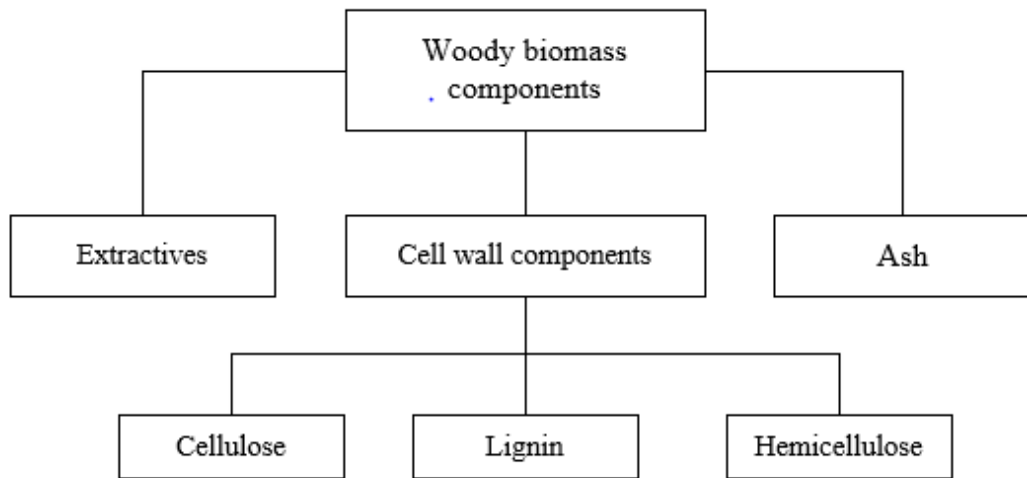 Woody biomass
components
Extractives
Cell wall components
Ash
Cellulose
Lignin
Hemicellulose